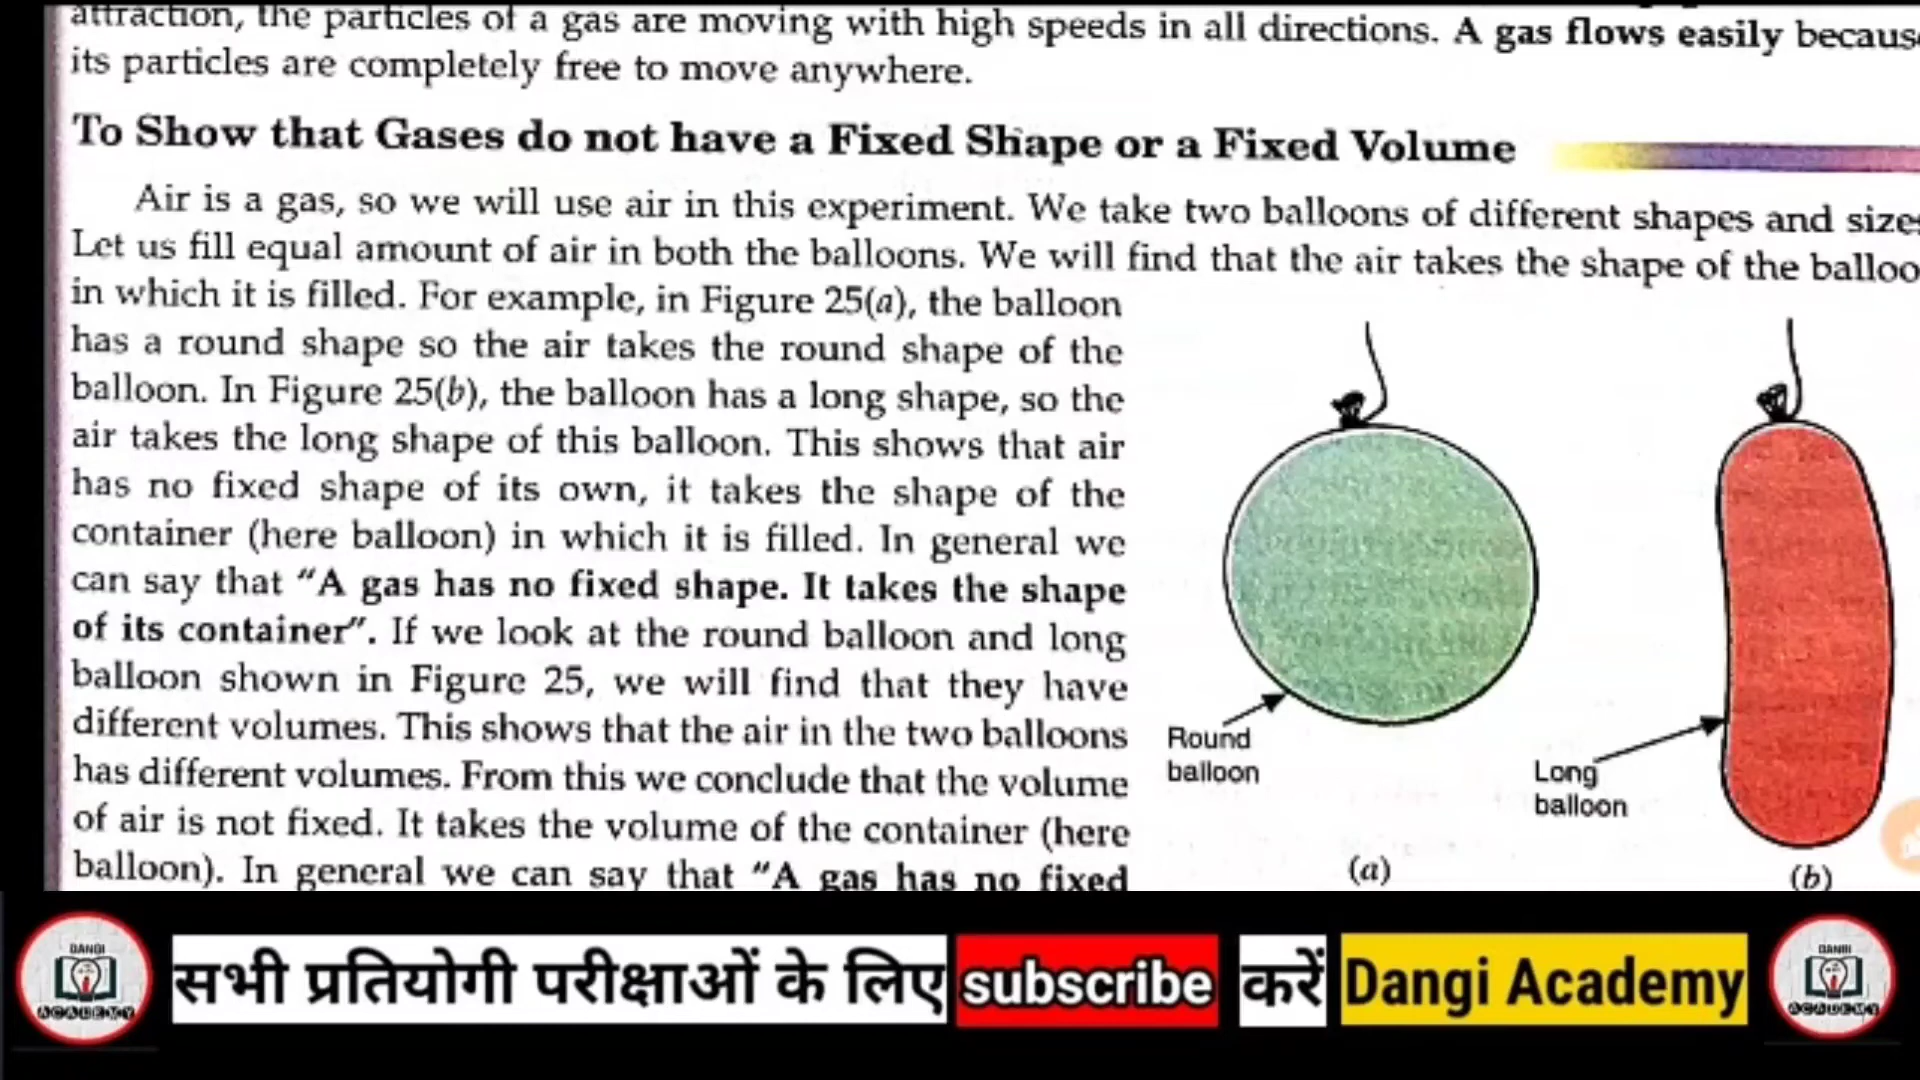 attraction, the particles of a gas are moving with high speeds in all directions. A gas flows easily because
its particles are completely free to move anywhere.
To Show that Gases do not have a Fixed Shape or a Fixed Volume
Air is a gas, so we will use air in this experiment. We take two balloons of different shapes and sizes
Let us fill equal amount of air in both the balloons. We will find that the air takes the shape of the balloo
in which it is filled. For example, in Figure 25(a), the balloon
has a round shape so the air takes the round shape of the
balloon. In Figure 25(b), the balloon has a long shape, so the
air takes the long shape of this balloon. This shows that air
has no fixed shape of its own, it takes the shape of the
container (here balloon) in which it is filled. In general we
can say that “A gas has no fixed shape. It takes the shape
of its container”. If we look at the round balloon and long
balloon shown in Figure 25, we will find that they have
different volumes. This shows that the air in the two balloons
has different volumes. From this we conclude that the volume
of air is not fixed. It takes the volume of the container (here
balloon). In general we can say that “A gas has no fixed
Round
balloon
(a)
Long
balloon
(b)
DANGI
ACADEMY
सभी प्रतियोगी परीक्षाओं के लिए subscribe करें Dangi Academy
DANGI
ACADEMY